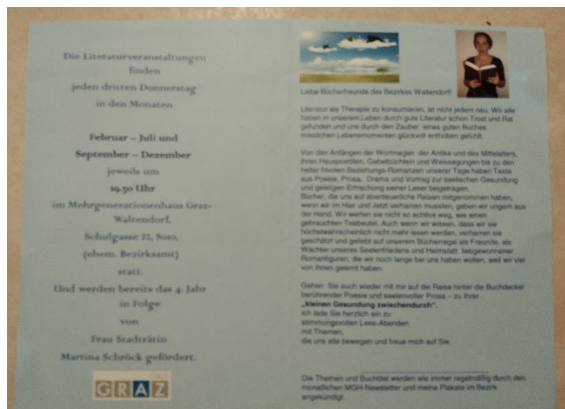 Die Literaturveranstaltungen
finden
jeden dritten Donnerstag
in den Monaten
Februar – Juli und
September – Dezember
jeweils um
19.30 Uhr
im Mehrgenerationenhaus Graz-
Waltendorf,
Schulgasse 22, 8010,
(ehem. Bezirksamt)
statt.
Und werden bereits das 4. Jahr
in Folge
von
Frau Stadträtin
Martina Schröck gefördert.
GRAZ
Liebe Bücherfreunde des Bezirkes Waltendorf!
Literatur als Therapie zu konsumieren, ist nicht jedem neu. Wir alle
haben in unserem Leben durch gute Literatur schon Trost und Rat
gefunden und uns durch den Zauber eines guten Buches
misslichen Lebensmomenten glückvoll enthoben gefühlt.
Von den Anfängen der Wortmagier der Antike und des Mittelalters,
ihren Hauspostillen, Gebetbüchlein und Weissagungen bis zu den
heiter frivolen Beziehungs-Romanzen unserer Tage haben Texte
aus Poesie, Prosa, Drama und Vortrag zur seelischen Gesundung
und geistigen Erfrischung seiner Leser beigetragen.
Bücher, die uns auf abenteuerliche Reisen mitgenommen haben,
wenn wir im Hier und Jetzt verharren mussten, geben wir ungern aus
der Hand. Wir werfen sie nicht so achtlos weg, wie einen
gebrauchten Teebeutel. Auch wenn wir wissen, dass wir sie
höchstwahrscheinlich nicht mehr lesen werden, verharren sie
geschätzt und geliebt auf unserem Bücherregal als Freunde, als
Wächter unseres Seelenfriedens und Heimstatt liebgewonnener
Romanfiguren, die wir noch lange bei uns haben wollen, weil wir viel
von ihnen gelernt haben.
Gehen Sie auch wieder mit mir auf die Reise hinter die Buchdeckel
berührender Poesie und seelenvoller Prosa – zu Ihrer
„kleinen Gesundung zwischendurch".
Ich lade Sie herzlich ein zu
stimmungsvollen Lese-Abenden
mit Themen,
die uns alle bewegen und freue mich auf Sie
Die Themen und Buchtitel werden wie immer regelmäßig durch den
monatlichen MGH-Newsletter und meine Plakate im Bezirk
angekündigt.